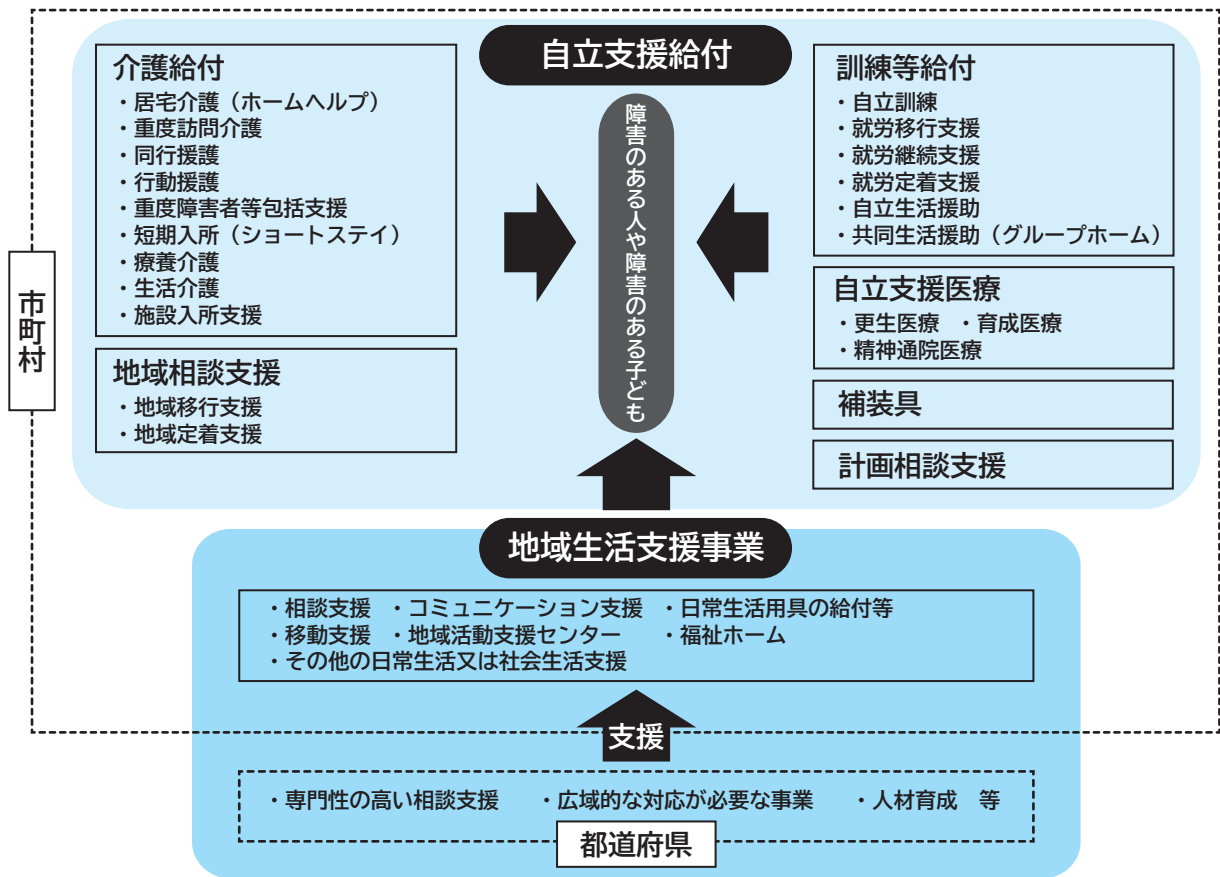 自立支援給付
介護給付
・居宅介護（ホームヘルプ）
・重度訪問介護
・同行援護
・行動援護
・重度障害者等包括支援
・短期入所（ショートステイ）
・療養介護
・生活介護
・施設入所支援
地域相談支援
・地域移行支援
・地域定着支援
障害のある人や障害のある子ども
訓練等給付
・自立訓練
・就労移行支援
・就労継続支援
・就労定着支援
・自立生活援助
・共同生活援助（グループホーム）
自立支援医療
・更生医療　・育成医療
・精神通院医療
補装具
計画相談支援
市町村
地域生活支援事業
・相談支援　・コミュニケーション支援　・日常生活用具の給付等
・移動支援　・地域活動支援センター　・福祉ホーム
・その他の日常生活又は社会生活支援
支援
・専門性の高い相談支援　・広域的な対応が必要な事業　・人材育成　等
都道府県